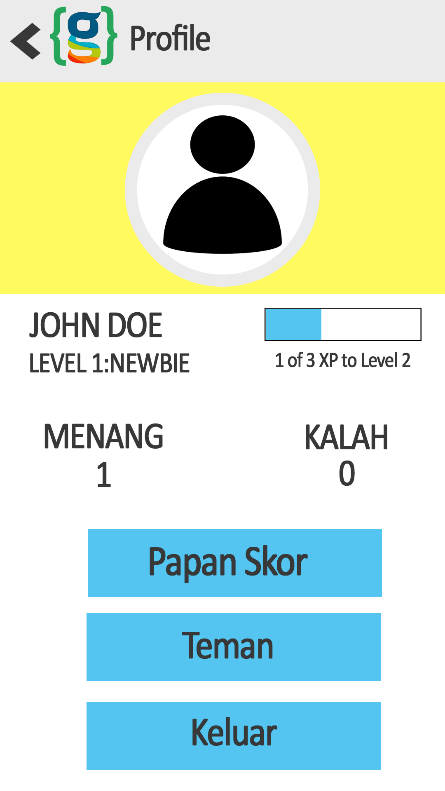 {g} Profile
JOHN DOE
LEVEL 1:NEWBIE
1 of 3 XP to Level 2
MENANG
1
KALAH
0
Papan Skor
Teman
Keluar